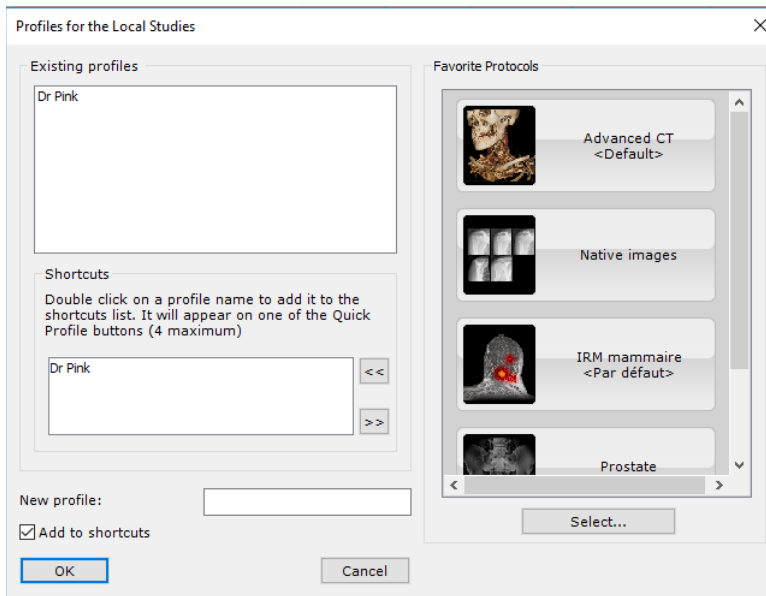 Profiles for the Local Studies
Existing profiles
Dr Pink
Shortcuts
Double click on a profile name to add it to the
shortcuts list. It will appear on one of the Quick
Profile buttons (4 maximum)
Dr Pink
<<
>>
New profile:
Add to shortcuts
OK
Cancel
Favorite Protocols
Advanced CT
<Default>
Native images
IRM mammaire
<Par défaut>
Prostate
Select...